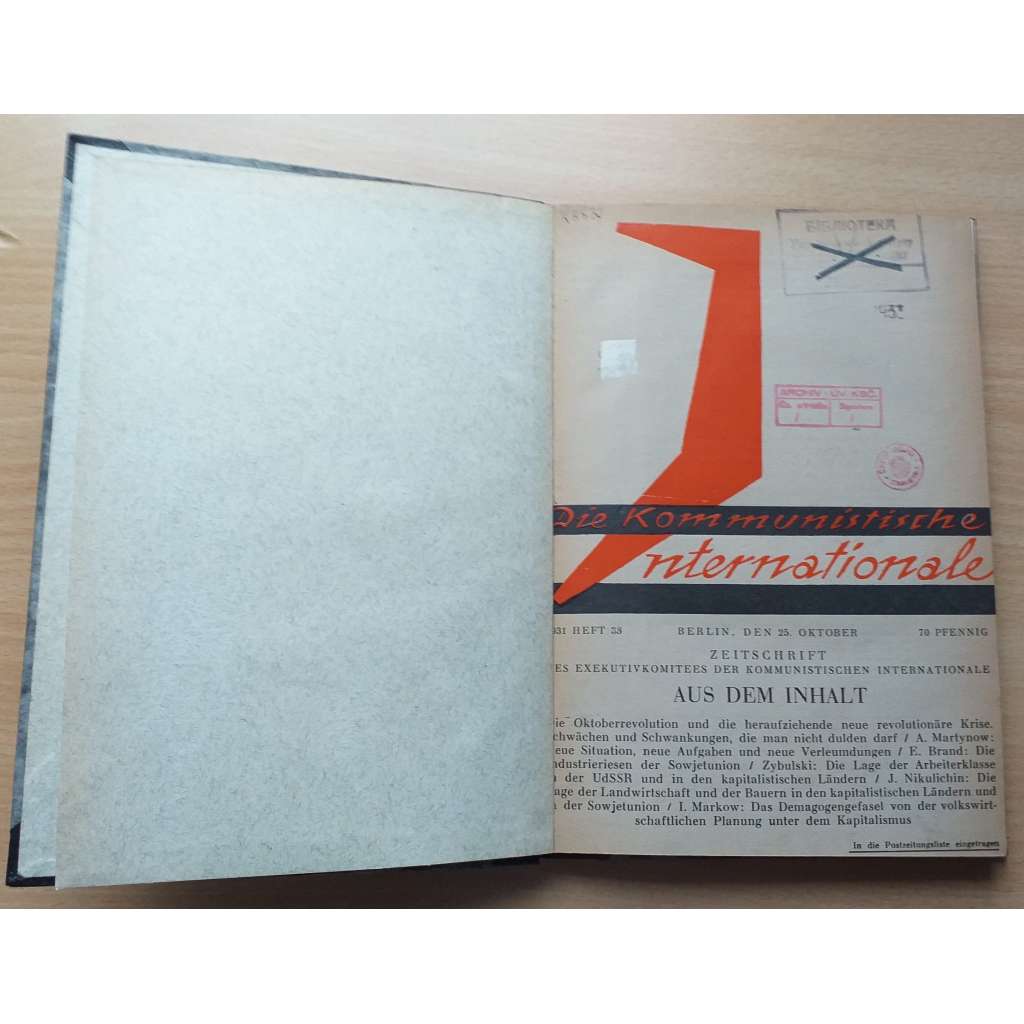 BIBLIOTEKA
ARCHIV ÚV KSČ.
Die Kommunistische
Internationale
931 HEFT 38 BERLIN, DEN 25. OKTOBER 70 PFENNIG
ZEITSCHRIFT
ES EXEKUTIVKOMITEES DER KOMMUNISTISCHEN INTERNATIONALE
AUS DEM INHALT
ie Oktoberrevolution und die heraufziehende neue revolutionäre Krise.
chwächen und Schwankungen, die man nicht dulden darf / A. Martynow:
eue Situation, neue Aufgaben und neue Verleumdungen / E. Brand: Die
ndustrieriesen der Sowjetunion / Zybulski: Die Lage der Arbeiterklasse
n der UdSSR und in den kapitalistischen Ländern / J. Nikulichin: Die
age der Landwirtschaft und der Bauern in den kapitalistischen Ländern und
n der Sowjetunion / I. Markow: Das Demagogengefasel von der volkswirt-
schaftlichen Planung unter dem Kapitalismus
In die Postzeitungsliste eingetragen